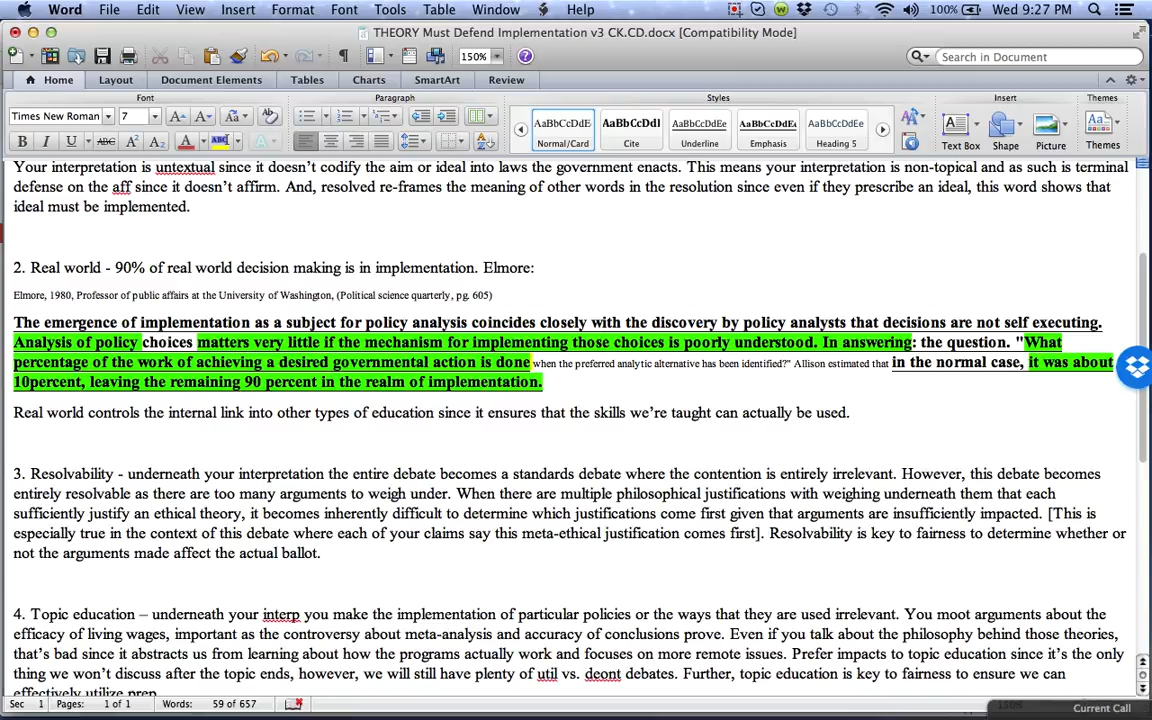 Word File Edit View Insert Format Font Tools Table Window Help 100% Wed 9:27 PM
THEORY Must Defend Implementation v3 CK.CD.docx [Compatibility Mode]
150% Search in Document
Home Layout Document Elements Tables Charts SmartArt Review
Font Paragraph Styles Insert Themes
Times New Roman 7 AaBbCcDdE AaBbCcDdI AaBbCcDdEe AaBbCcDdEe AaBbCcDdEe
Normal/Card Cite Underline Emphasis Heading 5 Text Box Shape Picture Themes
Your interpretation is untextual since it doesn't codify the aim or ideal into laws the government enacts. This means your interpretation is non-topical and as such is terminal
defense on the aff since it doesn't affirm. And, resolved re-frames the meaning of other words in the resolution since even if they prescribe an ideal, this word shows that
ideal must be implemented.
2. Real world - 90% of real world decision making is in implementation. Elmore:
Elmore, 1980, Professor of public affairs at the University of Washington, (Political science quarterly, pg. 605)
The emergence of implementation as a subject for policy analysis coincides closely with the discovery by policy analysts that decisions are not self executing.
Analysis of policy choices matters very little if the mechanism for implementing those choices is poorly understood. In answering: the question. "What
percentage of the work of achieving a desired governmental action is done when the preferred analytic alternative has been identified?" Allison estimated that in the normal case, it was about
10percent, leaving the remaining 90 percent in the realm of implementation.
Real world controls the internal link into other types of education since it ensures that the skills we're taught can actually be used.
3. Resolvability - underneath your interpretation the entire debate becomes a standards debate where the contention is entirely irrelevant. However, this debate becomes
entirely resolvable as there are too many arguments to weigh under. When there are multiple philosophical justifications with weighing underneath them that each
sufficiently justify an ethical theory, it becomes inherently difficult to determine which justifications come first given that arguments are insufficiently impacted. [This is
especially true in the context of this debate where each of your claims say this meta-ethical justification comes first]. Resolvability is key to fairness to determine whether or
not the arguments made affect the actual ballot.
4. Topic education – underneath your interp you make the implementation of particular policies or the ways that they are used irrelevant. You moot arguments about the
efficacy of living wages, important as the controversy about meta-analysis and accuracy of conclusions prove. Even if you talk about the philosophy behind those theories,
that's bad since it abstracts us from learning about how the programs actually work and focuses on more remote issues. Prefer impacts to topic education since it's the only
thing we won't discuss after the topic ends, however, we will still have plenty of util vs. deont debates. Further, topic education is key to fairness to ensure we can
effectively utilize prep
Sec 1 Pages: 1 of 1 Words: 59 of 657 150% Current Call